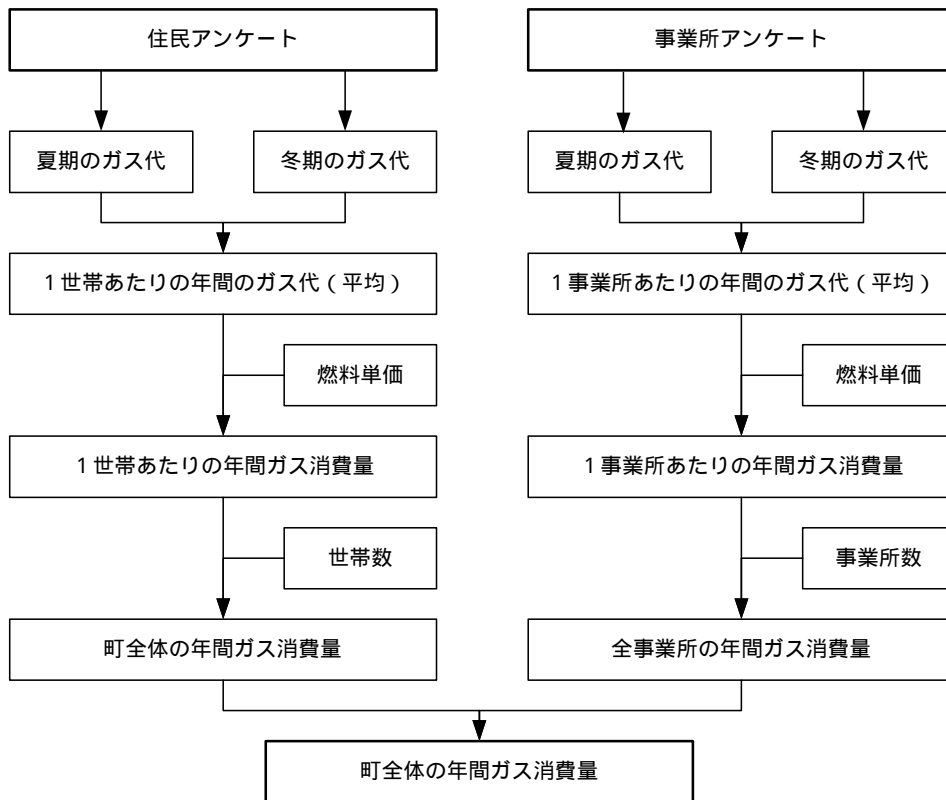 住民アンケート
事業所アンケート
夏期のガス代
冬期のガス代
夏期のガス代
冬期のガス代
1世帯あたりの年間のガス代(平均)
1事業所あたりの年間のガス代(平均)
燃料単価
燃料単価
1世帯あたりの年間ガス消費量
1事業所あたりの年間ガス消費量
世帯数
事業所数
町全体の年間ガス消費量
全事業所の年間ガス消費量
町全体の年間ガス消費量